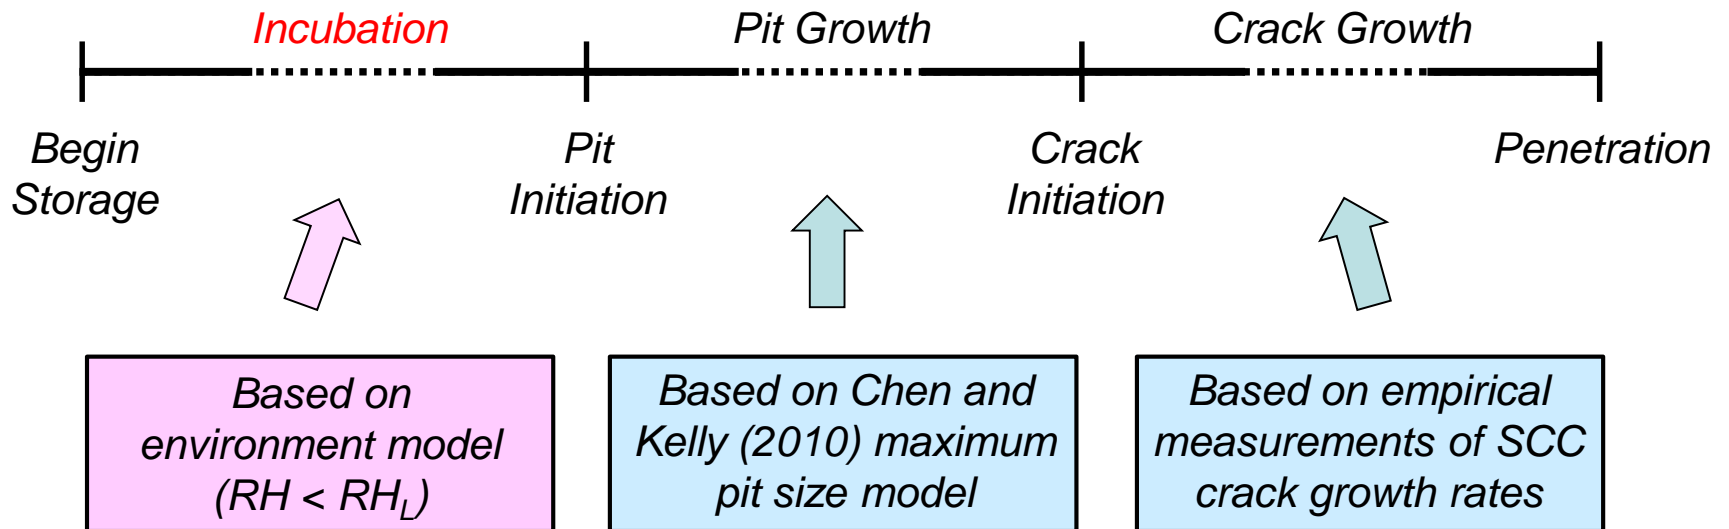 Incubation
Pit Growth
Crack Growth
Begin
Storage
Pit
Initiation
Crack
Initiation
Penetration
Based on
environment model
(RH < RH_L)
Based on Chen and
Kelly (2010) maximum
pit size model
Based on empirical
measurements of SCC
crack growth rates